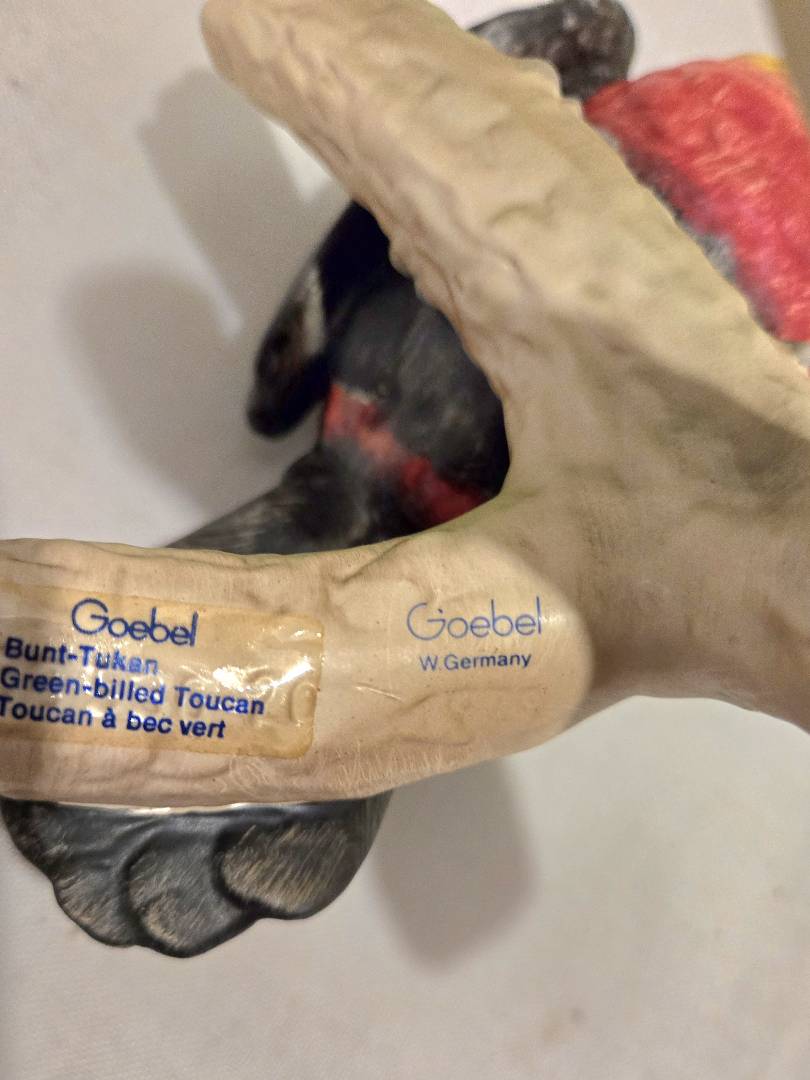 Goebel
Bunt-Tukan
Green-billed Toucan
Toucan à bec vert
Goebel
W.Germany